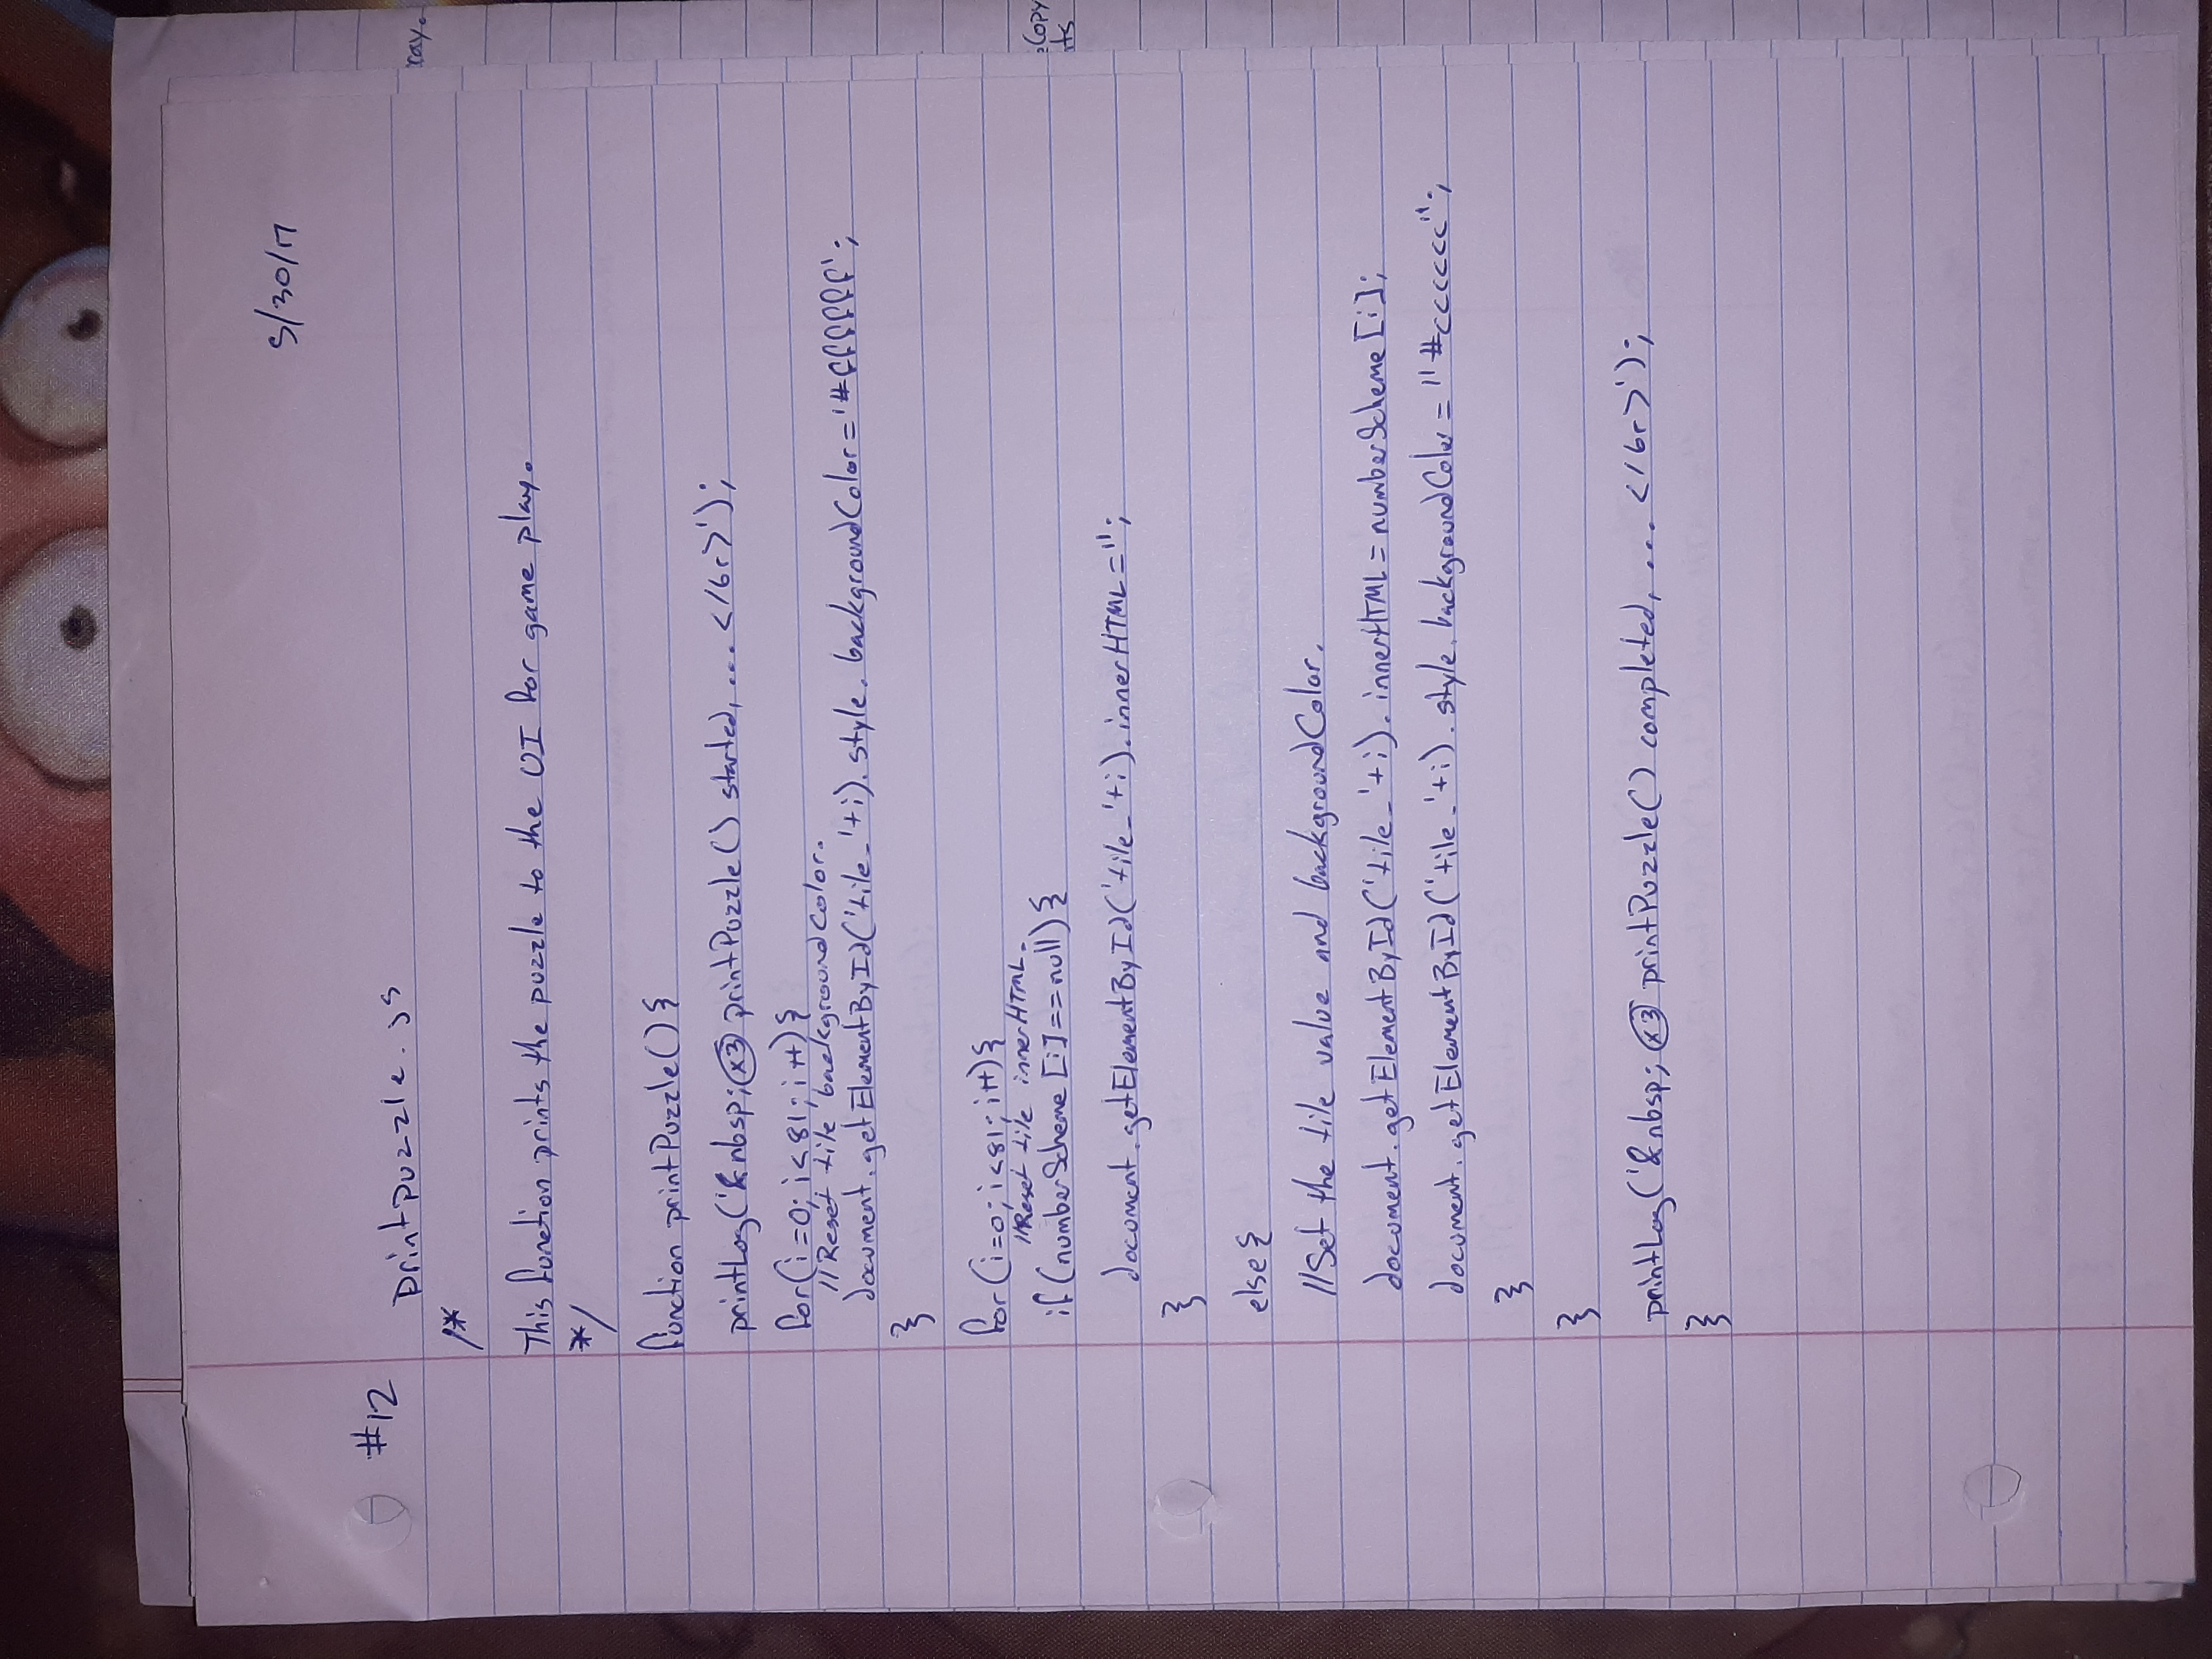 5/30/17
#12
printPuzzle.js
/*
This function prints the puzzle to the UI for game play.
*/
function printPuzzle(){
printLog('&nbsp;x3 printPuzzle() started, ... </br>');
for(i=0; i<81; i++){
//Reset tile backgroundColor.
document.getElementById('tile_'+i).style.backgroundColor='#ffffff';
}
for(i=0; i<81; i++){
//Reset tile innerHTML.
if(numberScheme[i]==null){
document.getElementById('tile_'+i).innerHTML='';
}
else{
//Set the tile value and backgroundColor.
document.getElementById('tile_'+i).innerHTML=numberScheme[i];
document.getElementById('tile_'+i).style.backgroundColor="#cccccc";
}
}
printLog('&nbsp; x3 printPuzzle() completed, ... </br>');
}
ray.
Copy